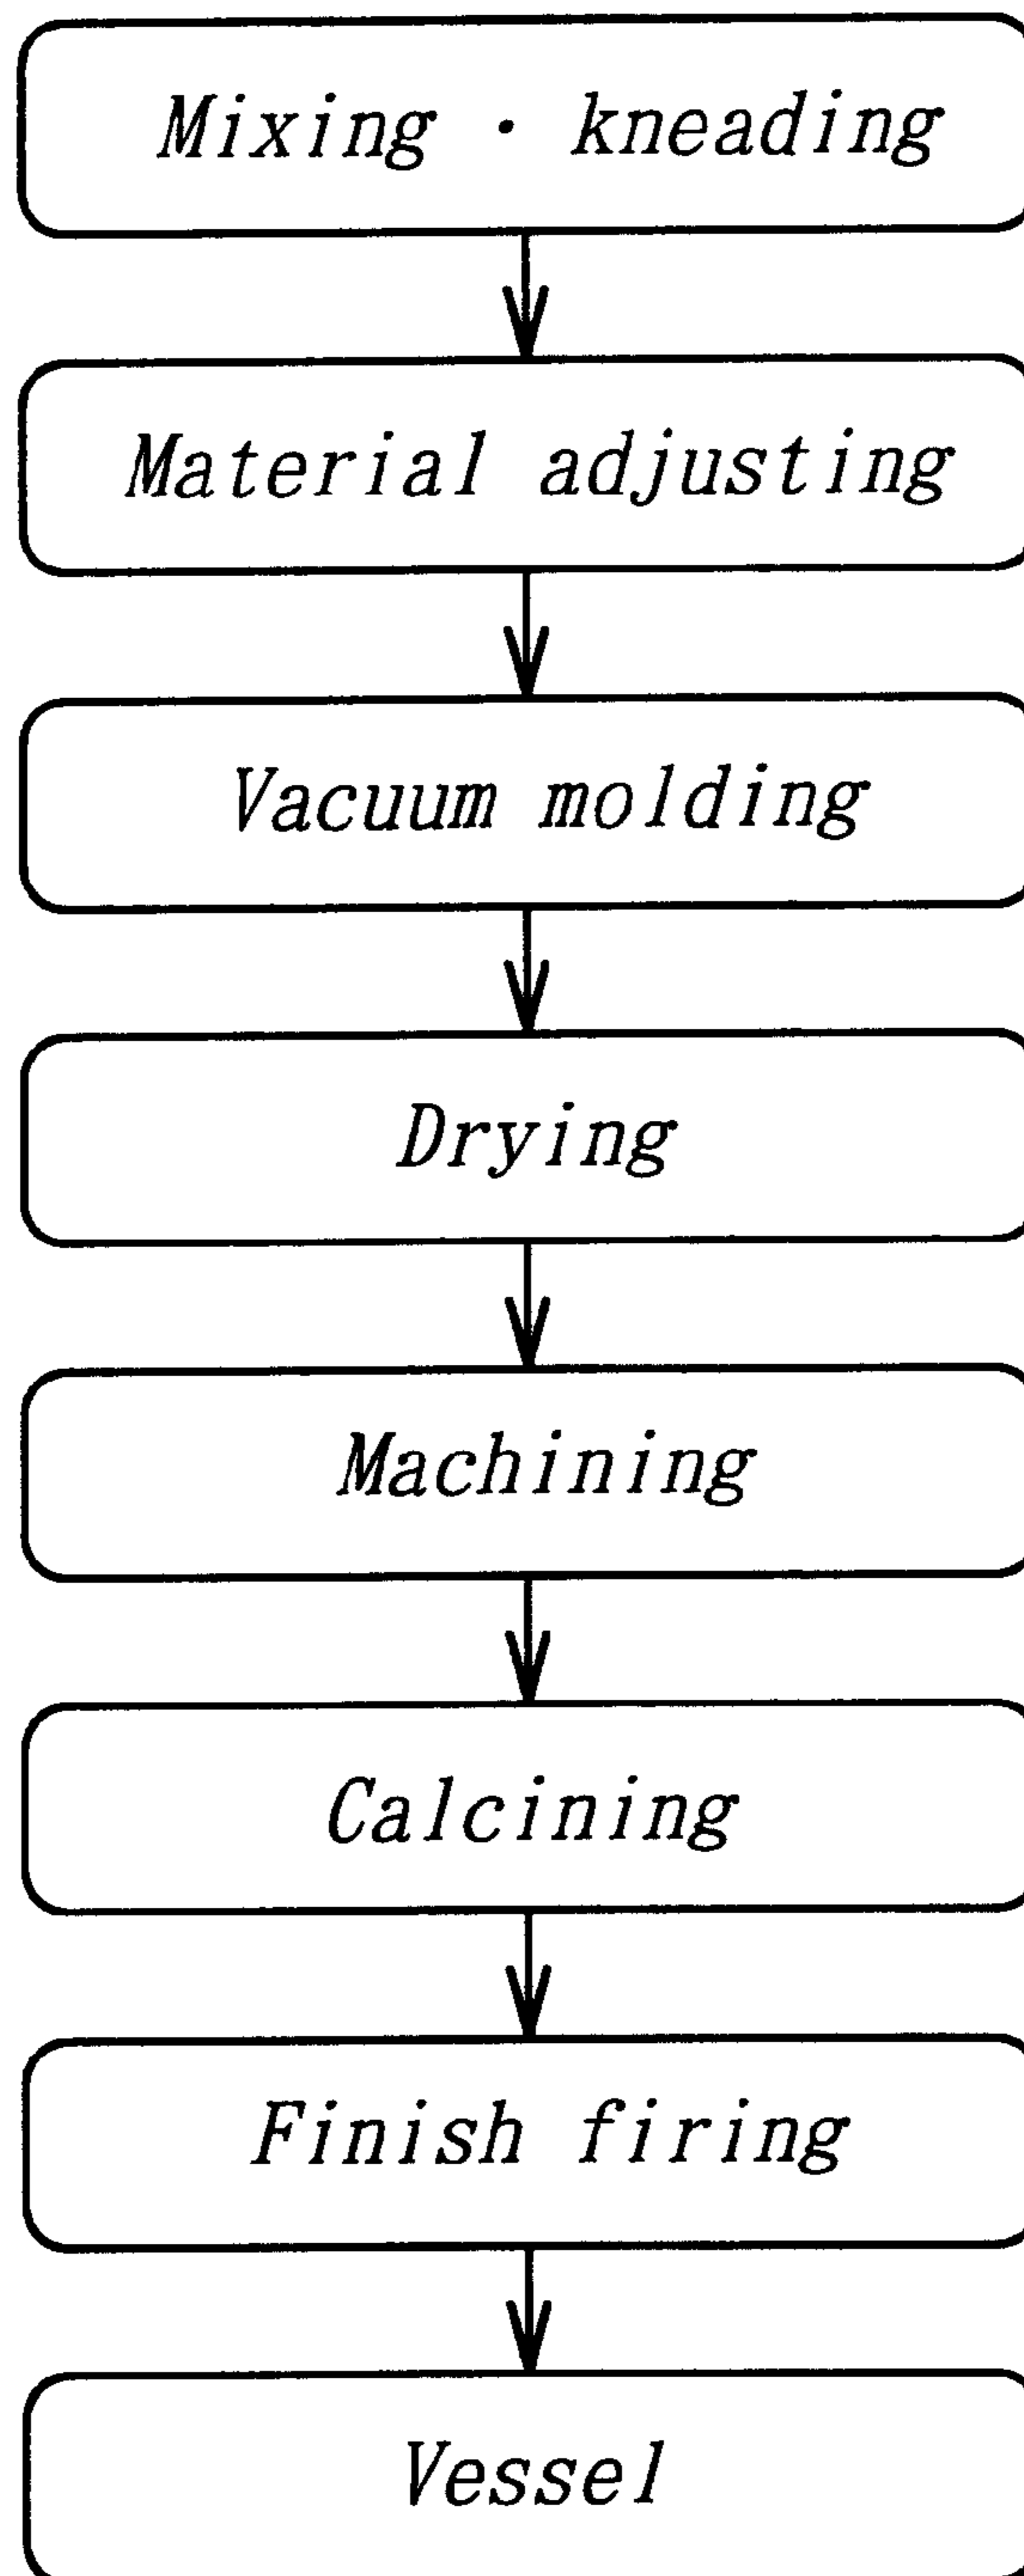 Mixing · kneading
Material adjusting
Vacuum molding
Drying
Machining
Calcining
Finish firing
Vessel